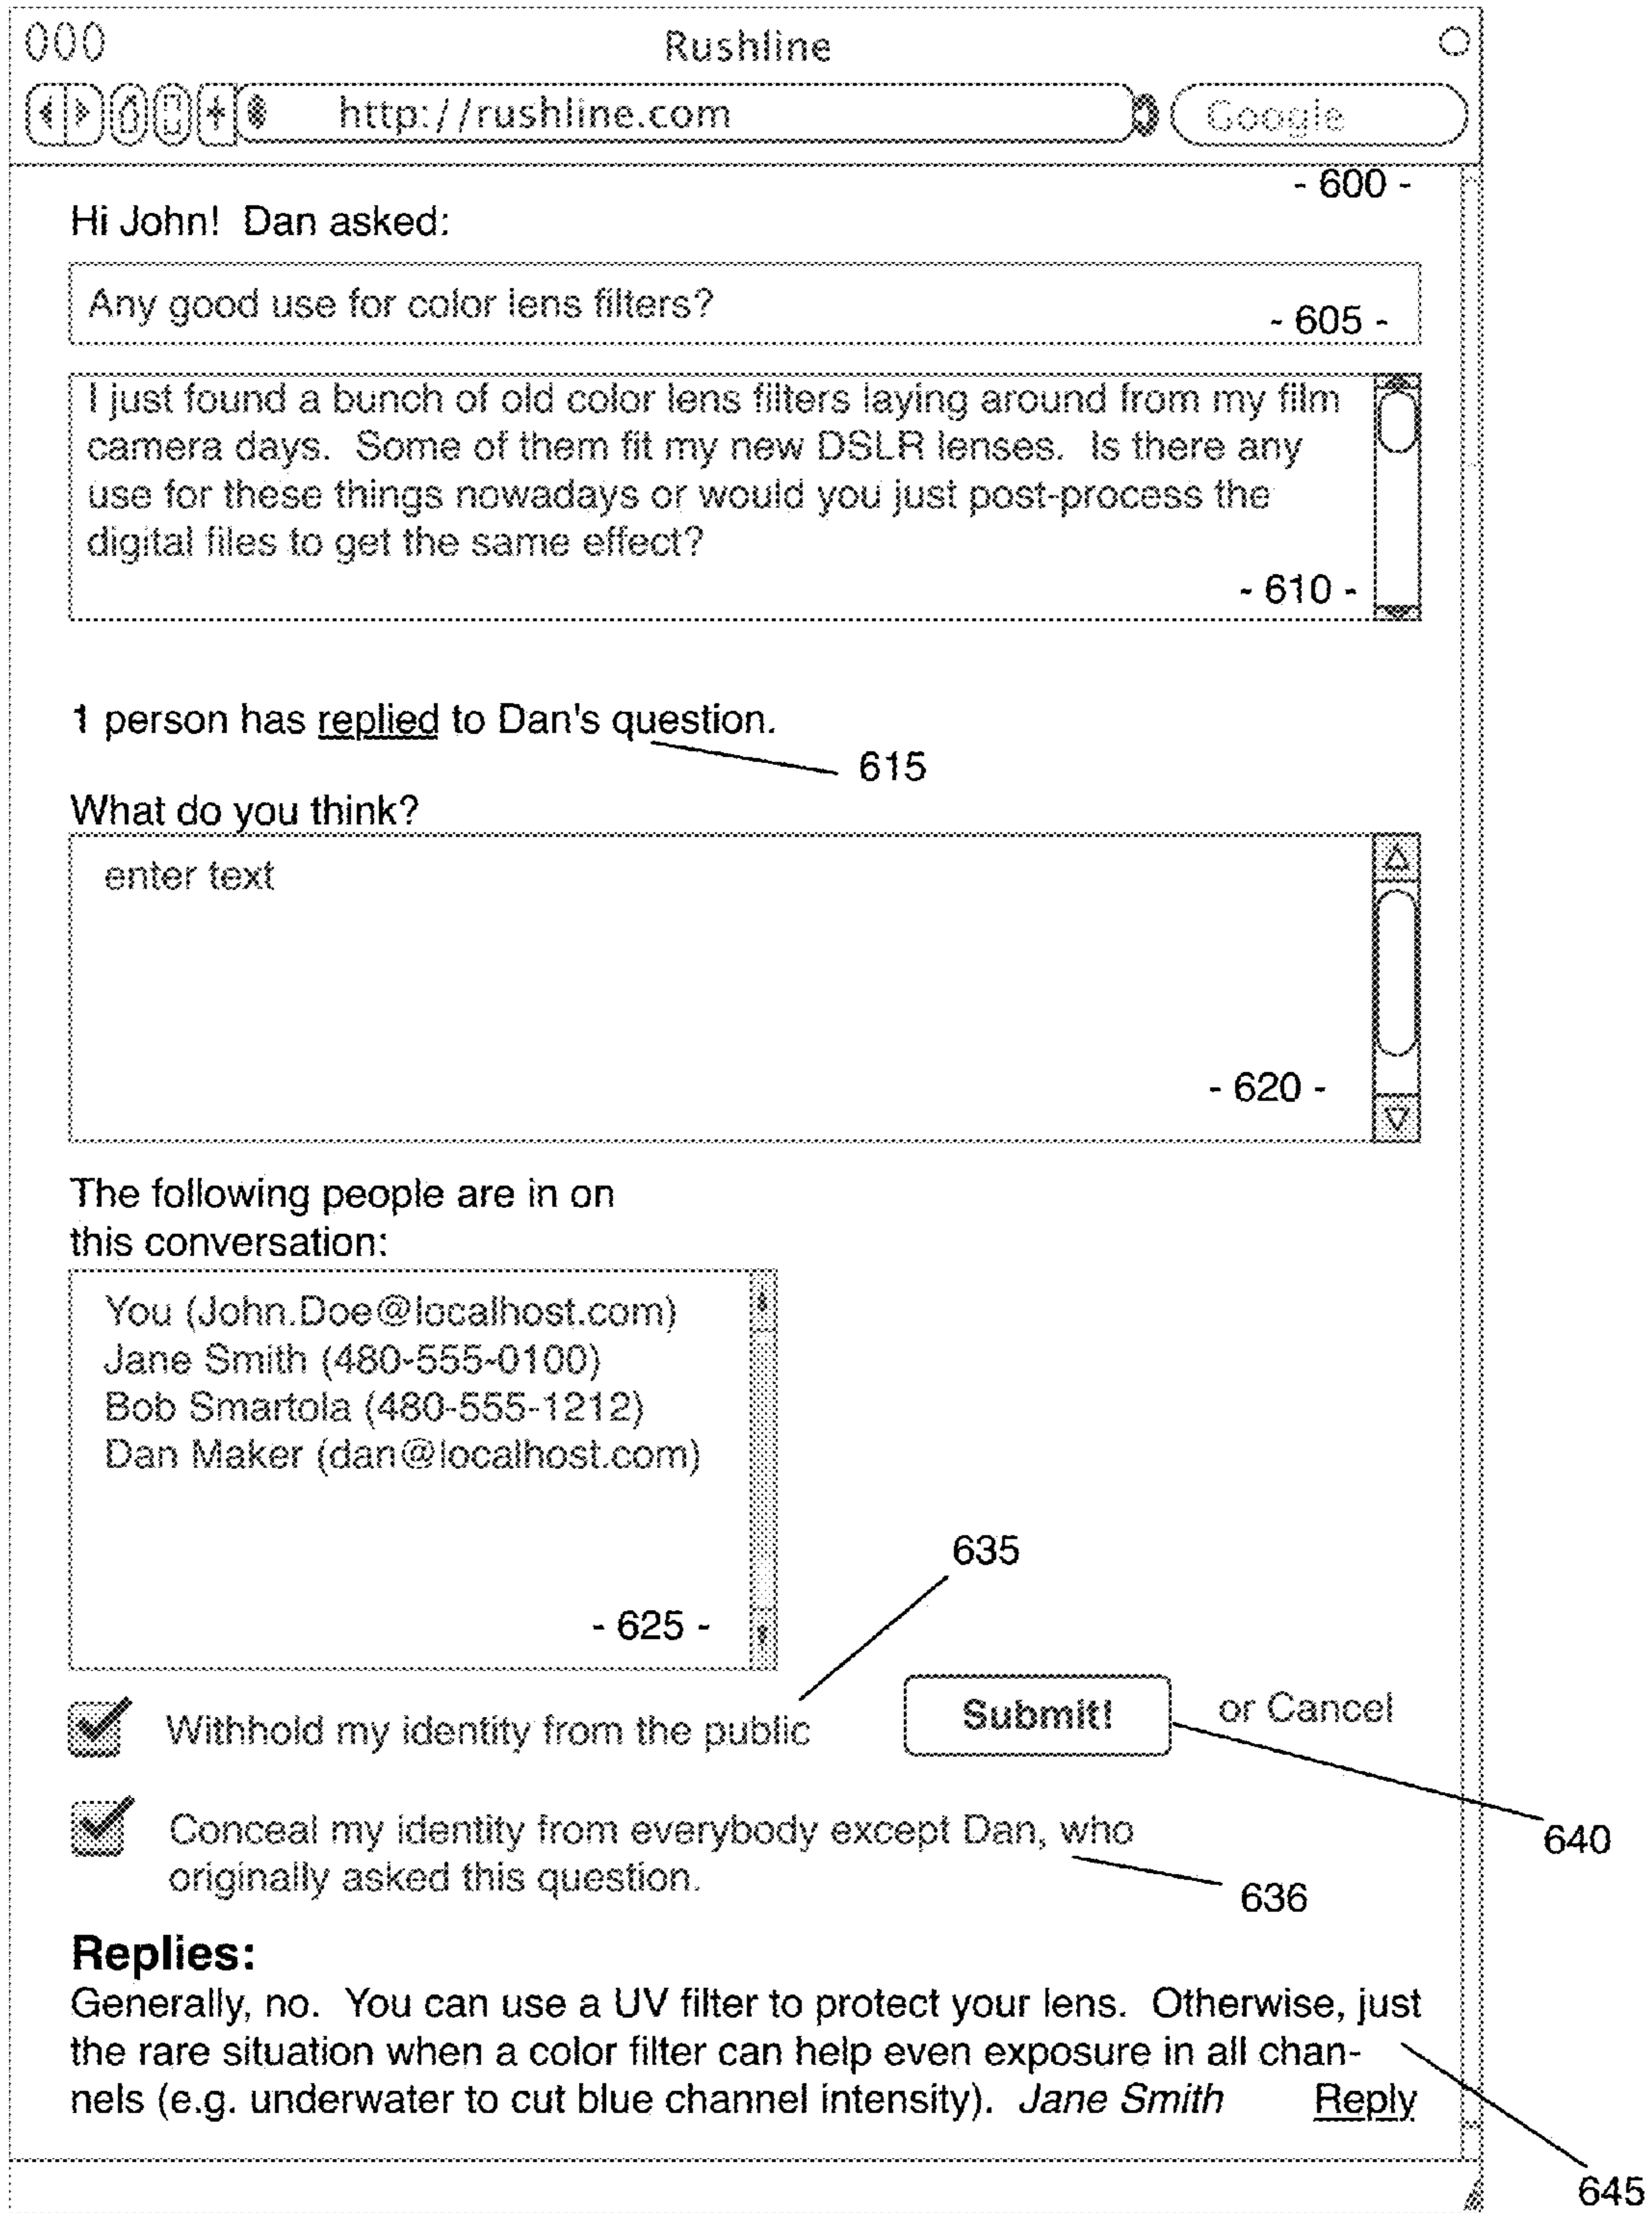 Rushline
http://rushline.com
Google
- 600 -
Hi John!  Dan asked:
Any good use for color lens filters?
- 605 -
I just found a bunch of old color lens filters laying around from my film
camera days.  Some of them fit my new DSLR lenses.  Is there any
use for these things nowadays or would you just post-process the
digital files to get the same effect?
- 610 -
1 person has replied to Dan's question.
615
What do you think?
enter text
- 620 -
The following people are in on
this conversation:
You (John.Doe@localhost.com)
Jane Smith (480-555-0100)
Bob Smartola (480-555-1212)
Dan Maker (dan@localhost.com)
635
- 625 -
Withhold my identity from the public
Submit!
or Cancel
640
Conceal my identity from everybody except Dan, who
originally asked this question.
636
Replies:
Generally, no.  You can use a UV filter to protect your lens.  Otherwise, just
the rare situation when a color filter can help even exposure in all chan-
nels (e.g. underwater to cut blue channel intensity).  Jane Smith
Reply
645